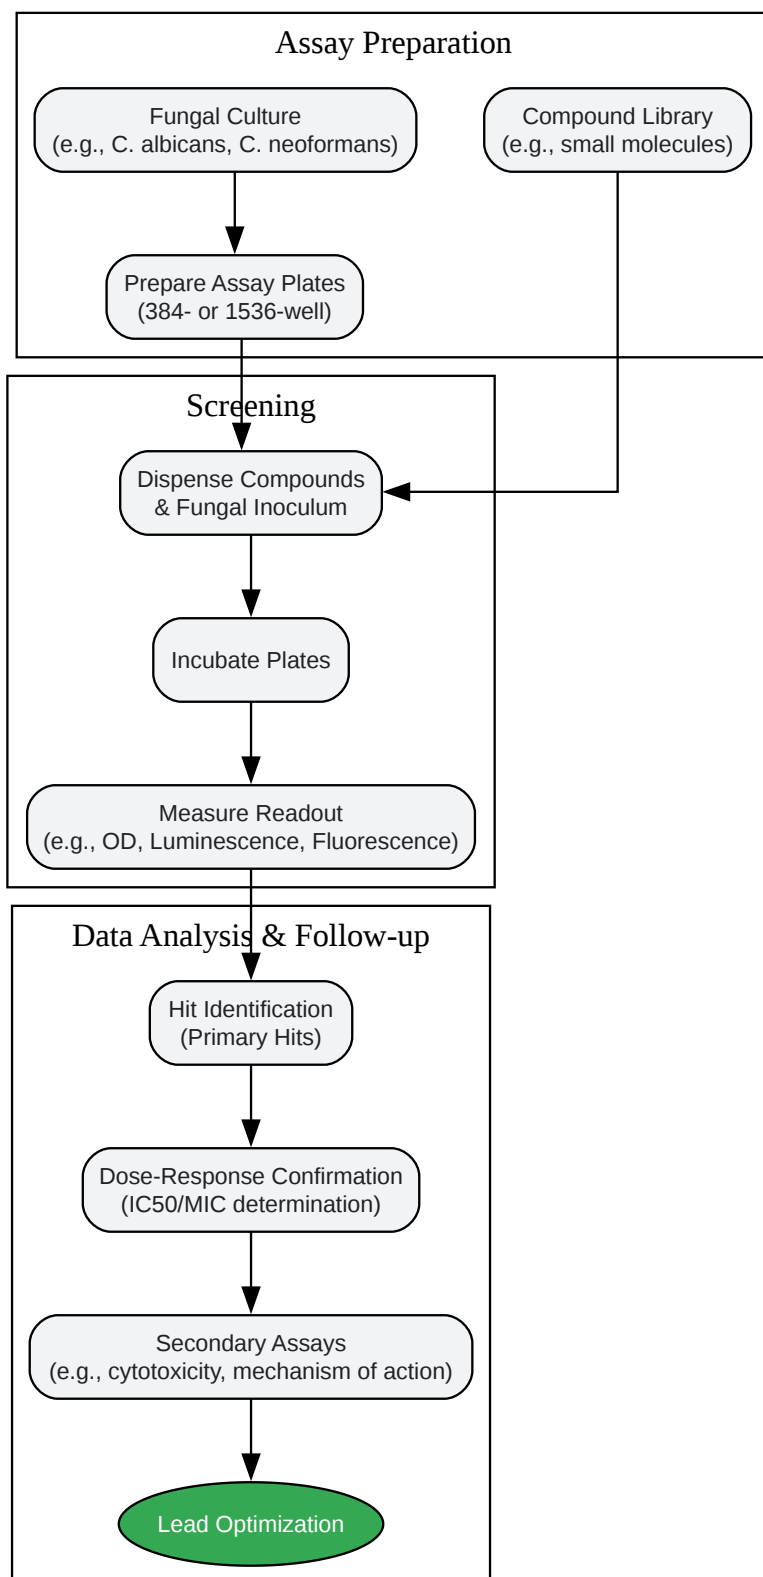 Assay Preparation
Fungal Culture
(e.g., C. albicans, C. neoformans)
Compound Library
(e.g., small molecules)
Prepare Assay Plates
(384- or 1536-well)
Screening
Dispense Compounds
& Fungal Inoculum
Incubate Plates
Measure Readout
(e.g., OD, Luminescence, Fluorescence)
Data Analysis & Follow-up
Hit Identification
(Primary Hits)
Dose-Response Confirmation
(IC50/MIC determination)
Secondary Assays
(e.g., cytotoxicity, mechanism of action)
Lead Optimization